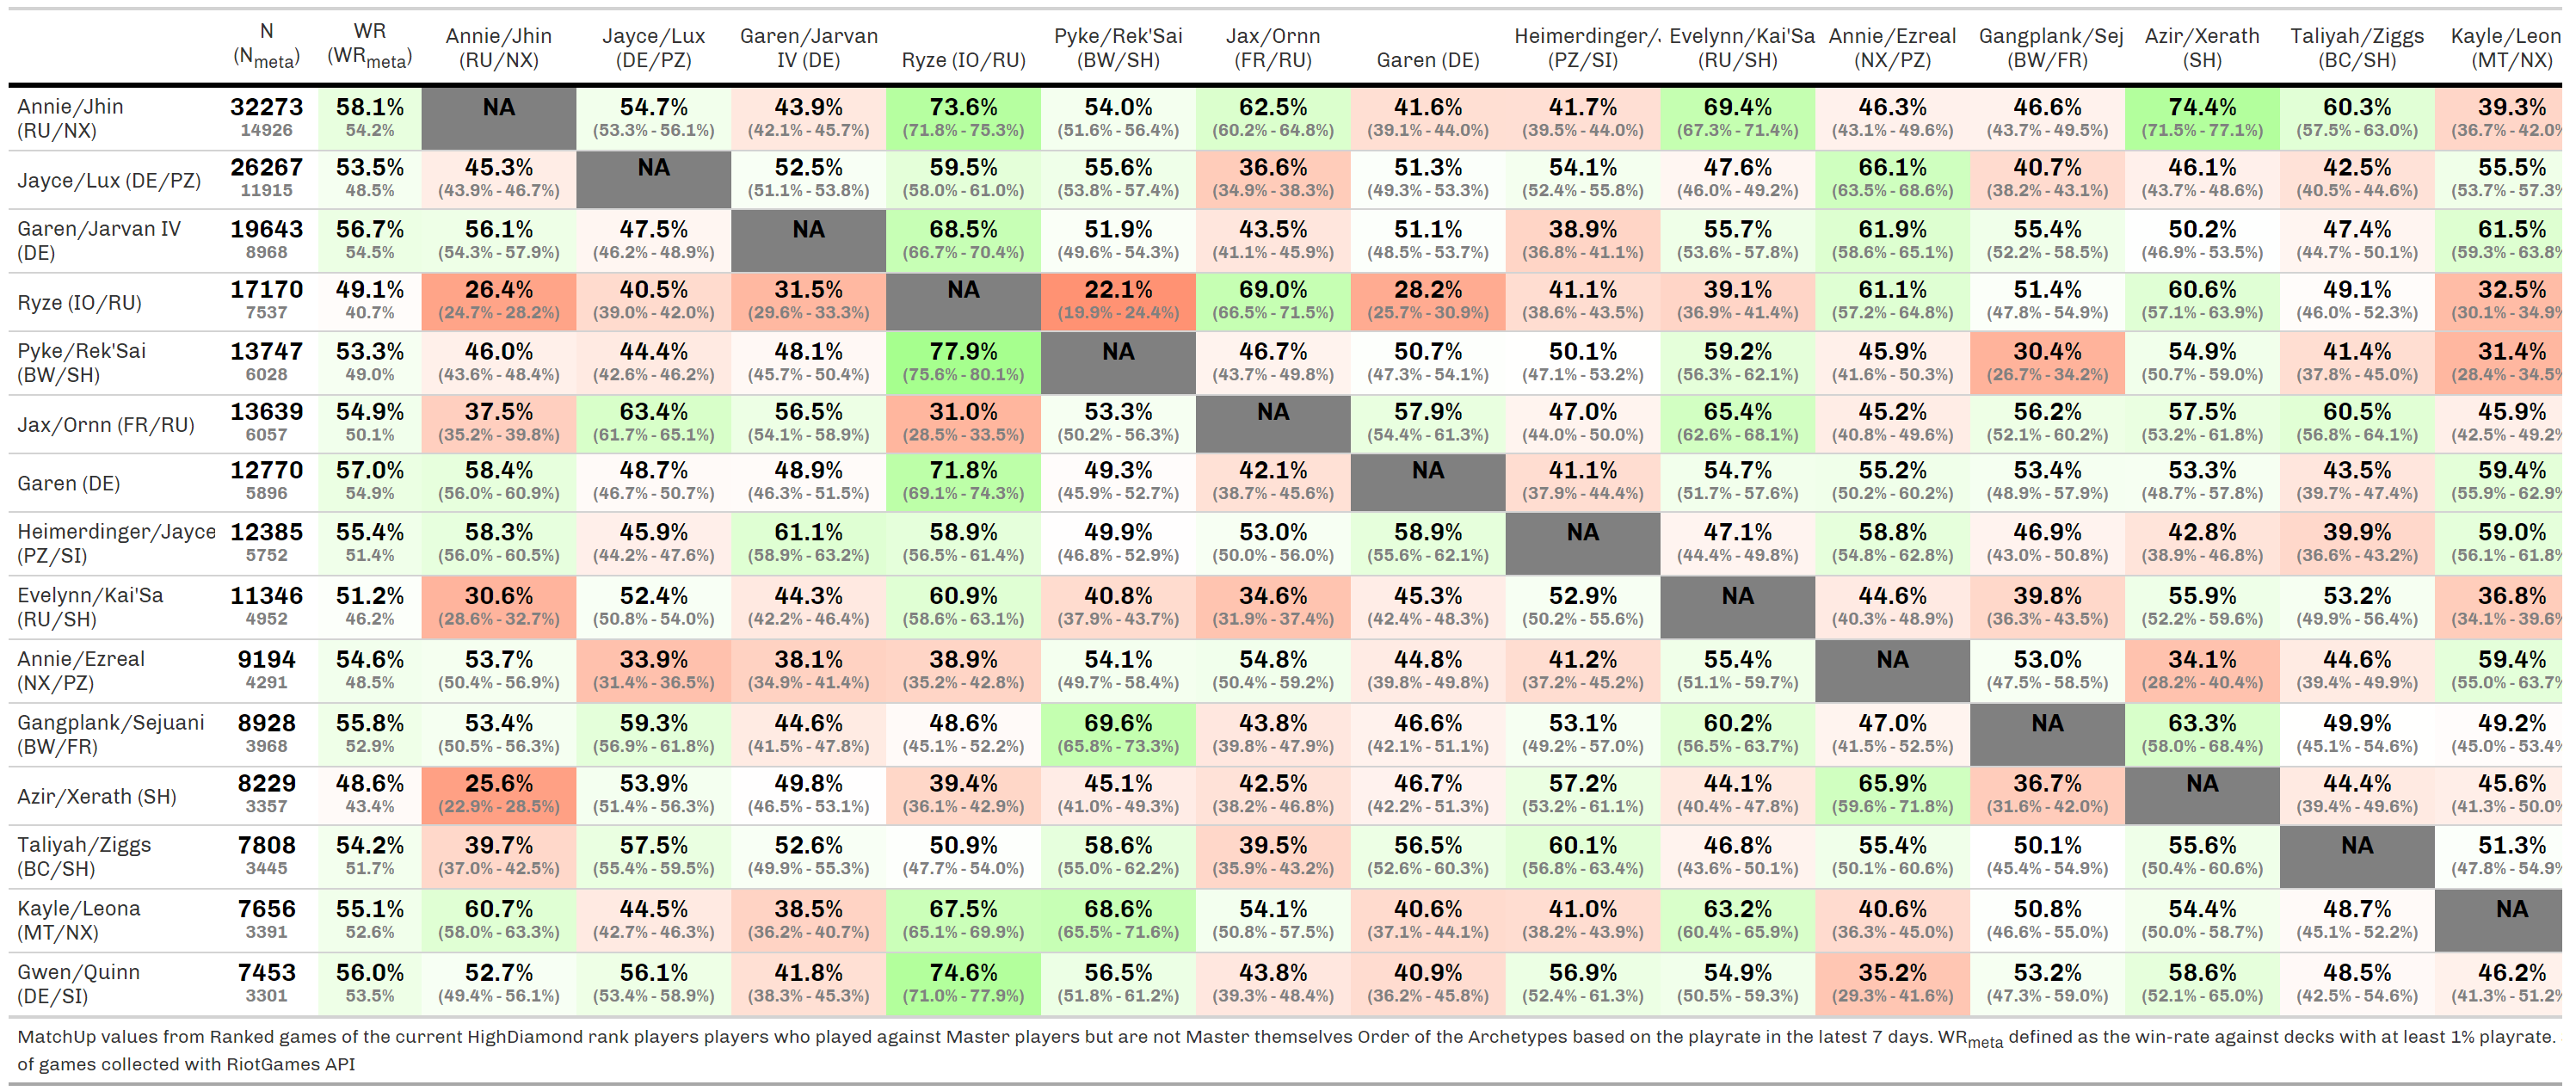 N WR Annie/Jhin Jayce/Lux Garen/Jarvan Ryze (IO/RU) Pyke/Rek'Sai Jax/Ornn Garen (DE) Heimerdinger/. Evelynn/Kai'Sa Annie/Ezreal Gangplank/Sej Azir/Xerath Taliyah/Ziggs Kayle/Leon
(Nmeta) (WRmeta) (RU/NX) (DE/PZ) IV (DE) (BW/SH) (FR/RU) (PZ/SI) (RU/SH) (NX/PZ) (BW/FR) (SH) (BC/SH) (MT/NX)
Annie/Jhin 32273 58.1% NA 54.7% 43.9% 73.6% 54.0% 62.5% 41.6% 41.7% 69.4% 46.3% 46.6% 74.4% 60.3% 39.3%
(RU/NX) 14926 54.2% (53.3% - 56.1%) (42.1% - 45.7%) (71.8% - 75.3%) (51.6% - 56.4%) (60.2% - 64.8%) (39.1% - 44.0%) (39.5% - 44.0%) (67.3% - 71.4%) (43.1% - 49.6%) (43.7% - 49.5%) (71.5% - 77.1%) (57.5% - 63.0%) (36.7% - 42.0%
Jayce/Lux (DE/PZ) 26267 53.5% 45.3% NA 52.5% 59.5% 55.6% 36.6% 51.3% 54.1% 47.6% 66.1% 40.7% 46.1% 42.5% 55.5%
11915 48.5% (43.9% - 46.7%) (51.1% - 53.8%) (58.0% - 61.0%) (53.8% - 57.4%) (34.9% - 38.3%) (49.3% - 53.3%) (52.4% - 55.8%) (46.0% - 49.2%) (63.5% - 68.6%) (38.2% - 43.1%) (43.7% - 48.6%) (40.5% - 44.6%) (53.7% - 57.3%
Garen/Jarvan IV 19643 56.7% 56.1% 47.5% NA 68.5% 51.9% 43.5% 51.1% 38.9% 55.7% 61.9% 55.4% 50.2% 47.4% 61.5%
(DE) 8968 54.5% (54.3% - 57.9%) (46.2% - 48.9%) (66.7% - 70.4%) (49.6% - 54.3%) (41.1% - 45.9%) (48.5% - 53.7%) (36.8% - 41.1%) (53.6% - 57.8%) (58.6% - 65.1%) (52.2% - 58.5%) (46.9% - 53.5%) (44.7% - 50.1%) (59.3% - 63.8%
Ryze (IO/RU) 17170 49.1% 26.4% 40.5% 31.5% NA 22.1% 69.0% 28.2% 41.1% 39.1% 61.1% 51.4% 60.6% 49.1% 32.5%
7537 40.7% (24.7% - 28.2%) (39.0% - 42.0%) (29.6% - 33.3%) (19.9% - 24.4%) (66.5% - 71.5%) (25.7% - 30.9%) (38.6% - 43.5%) (36.9% - 41.4%) (57.2% - 64.8%) (47.8% - 54.9%) (57.1% - 63.9%) (46.0% - 52.3%) (30.1% - 34.9%
Pyke/Rek'Sai 13747 53.3% 46.0% 44.4% 48.1% 77.9% NA 46.7% 50.7% 50.1% 59.2% 45.9% 30.4% 54.9% 41.4% 31.4%
(BW/SH) 6028 49.0% (43.6% - 48.4%) (42.6% - 46.2%) (45.7% - 50.4%) (75.6% - 80.1%) (43.7% - 49.8%) (47.3% - 54.1%) (47.1% - 53.2%) (56.3% - 62.1%) (41.6% - 50.3%) (26.7% - 34.2%) (50.7% - 59.0%) (37.8% - 45.0%) (28.4% - 34.5%
Jax/Ornn (FR/RU) 13639 54.9% 37.5% 63.4% 56.5% 31.0% 53.3% NA 57.9% 47.0% 65.4% 45.2% 56.2% 57.5% 60.5% 45.9%
6057 50.1% (35.2% - 39.8%) (61.7% - 65.1%) (54.1% - 58.9%) (28.5% - 33.5%) (50.2% - 56.3%) (54.4% - 61.3%) (44.0% - 50.0%) (62.6% - 68.1%) (40.8% - 49.6%) (52.1% - 60.2%) (53.2% - 61.8%) (56.8% - 64.1%) (42.5% - 49.2%
Garen (DE) 12770 57.0% 58.4% 48.7% 48.9% 71.8% 49.3% 42.1% NA 41.1% 54.7% 55.2% 53.4% 53.3% 43.5% 59.4%
5896 54.9% (56.0% - 60.9%) (46.7% - 50.7%) (46.3% - 51.5%) (69.1% - 74.3%) (45.9% - 52.7%) (38.7% - 45.6%) (37.9% - 44.4%) (51.7% - 57.6%) (50.2% - 60.2%) (48.9% - 57.9%) (48.7% - 57.8%) (39.7% - 47.4%) (55.9% - 62.9%
Heimerdinger/Jayce 12385 55.4% 58.3% 45.9% 61.1% 58.9% 49.9% 53.0% 58.9% NA 47.1% 58.8% 46.9% 42.8% 39.9% 59.0%
(PZ/SI) 5752 51.4% (56.0% - 60.5%) (44.2% - 47.6%) (58.9% - 63.2%) (56.5% - 61.4%) (46.8% - 52.9%) (50.0% - 56.0%) (55.6% - 62.1%) (44.4% - 49.8%) (54.8% - 62.8%) (43.0% - 50.8%) (38.9% - 46.8%) (36.6% - 43.2%) (56.1% - 61.8%
Evelynn/Kai'Sa 11346 51.2% 30.6% 52.4% 44.3% 60.9% 40.8% 34.6% 45.3% 52.9% NA 44.6% 39.8% 55.9% 53.2% 36.8%
(RU/SH) 4952 46.2% (28.6% - 32.7%) (50.8% - 54.0%) (42.2% - 46.4%) (58.6% - 63.1%) (37.9% - 43.7%) (31.9% - 37.4%) (42.4% - 48.3%) (50.2% - 55.6%) (40.3% - 48.9%) (36.3% - 43.5%) (52.2% - 59.6%) (49.9% - 56.4%) (34.1% - 39.6%
Annie/Ezreal 9194 54.6% 53.7% 33.9% 38.1% 38.9% 54.1% 54.8% 44.8% 41.2% 55.4% NA 53.0% 34.1% 44.6% 59.4%
(NX/PZ) 4291 48.5% (50.4% - 56.9%) (31.4% - 36.5%) (34.9% - 41.4%) (35.2% - 42.8%) (49.7% - 58.4%) (50.4% - 59.2%) (39.8% - 49.8%) (37.2% - 45.2%) (51.1% - 59.7%) (47.5% - 58.5%) (28.2% - 40.4%) (39.4% - 49.9%) (55.0% - 63.7%
Gangplank/Sejuani 8928 55.8% 53.4% 59.3% 44.6% 48.6% 69.6% 43.8% 46.6% 53.1% 60.2% 47.0% NA 63.3% 49.9% 49.2%
(BW/FR) 3968 52.9% (50.5% - 56.3%) (56.9% - 61.8%) (41.5% - 47.8%) (45.1% - 52.2%) (65.8% - 73.3%) (39.8% - 47.9%) (42.1% - 51.1%) (49.2% - 57.0%) (56.5% - 63.7%) (41.5% - 52.5%) (58.0% - 68.4%) (45.1% - 54.6%) (45.0% - 53.4%
Azir/Xerath (SH) 8229 48.6% 25.6% 53.9% 49.8% 39.4% 45.1% 42.5% 46.7% 57.2% 44.1% 65.9% 36.7% NA 44.4% 45.6%
3357 43.4% (22.9% - 28.5%) (51.4% - 56.3%) (46.5% - 53.1%) (36.1% - 42.9%) (41.0% - 49.3%) (38.2% - 46.8%) (42.2% - 51.3%) (53.2% - 61.1%) (40.4% - 47.8%) (59.6% - 71.8%) (31.6% - 42.0%) (39.4% - 49.6%) (41.3% - 50.0%
Taliyah/Ziggs 7808 54.2% 39.7% 57.5% 52.6% 50.9% 58.6% 39.5% 56.5% 60.1% 46.8% 55.4% 50.1% 55.6% NA 51.3%
(BC/SH) 3445 51.7% (37.0% - 42.5%) (55.4% - 59.5%) (49.9% - 55.3%) (47.7% - 54.0%) (55.0% - 62.2%) (35.9% - 43.2%) (52.6% - 60.3%) (56.8% - 63.4%) (43.6% - 50.1%) (50.1% - 60.6%) (45.4% - 54.9%) (50.4% - 60.6%) (47.8% - 54.9%
Kayle/Leona 7656 55.1% 60.7% 44.5% 38.5% 67.5% 68.6% 54.1% 40.6% 41.0% 63.2% 40.6% 50.8% 54.4% 48.7% NA
(MT/NX) 3391 52.6% (58.0% - 63.3%) (42.7% - 46.3%) (36.2% - 40.7%) (65.1% - 69.9%) (65.5% - 71.6%) (50.8% - 57.5%) (37.1% - 44.1%) (38.2% - 43.9%) (60.4% - 65.9%) (36.3% - 45.0%) (46.6% - 55.0%) (50.0% - 58.7%) (45.1% - 52.2%)
Gwen/Quinn 7453 56.0% 52.7% 56.1% 41.8% 74.6% 56.5% 43.8% 40.9% 56.9% 54.9% 35.2% 53.2% 58.6% 48.5% 46.2%
(DE/SI) 3301 53.5% (49.4% - 56.1%) (53.4% - 58.9%) (38.3% - 45.3%) (71.0% - 77.9%) (51.8% - 61.2%) (39.3% - 48.4%) (36.2% - 45.8%) (52.4% - 61.3%) (50.5% - 59.3%) (29.3% - 41.6%) (47.3% - 59.0%) (52.1% - 65.0%) (42.5% - 54.6%) (41.3% - 51.2%
MatchUp values from Ranked games of the current HighDiamond rank players players who played against Master players but are not Master themselves Order of the Archetypes based on the playrate in the latest 7 days. WRmeta defined as the win-rate against decks with at least 1% playrate.
of games collected with RiotGames API